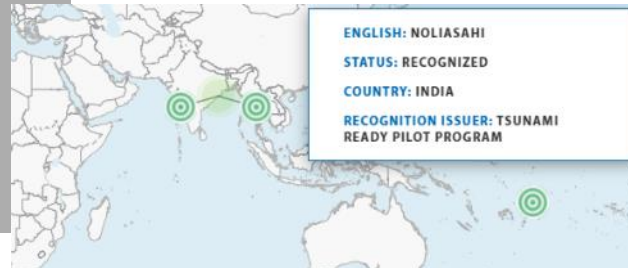 ENGLISH: NOLIASAHI
STATUS: RECOGNIZED
COUNTRY: INDIA
RECOGNITION ISSUER: TSUNAMI
READY PILOT PROGRAM